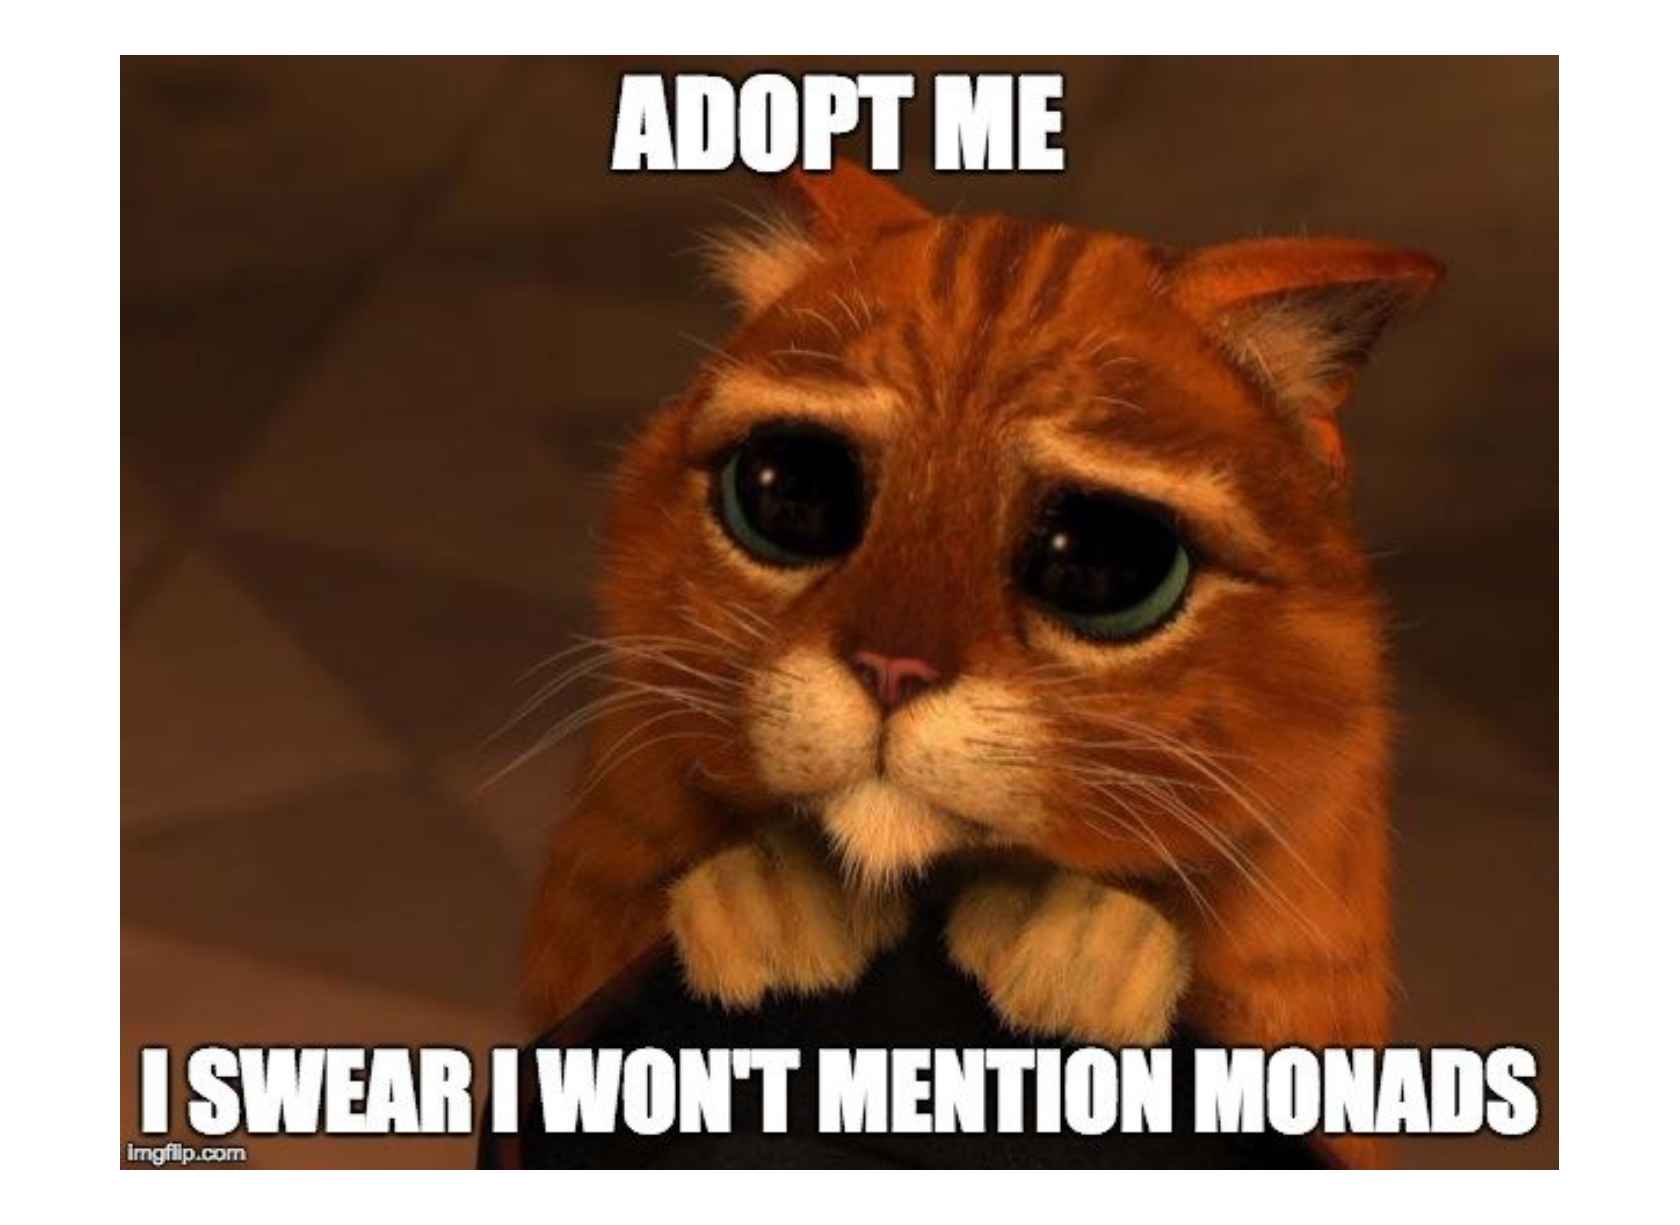 ADOPT ME
I SWEAR I WON'T MENTION MONADS
imgflip.com